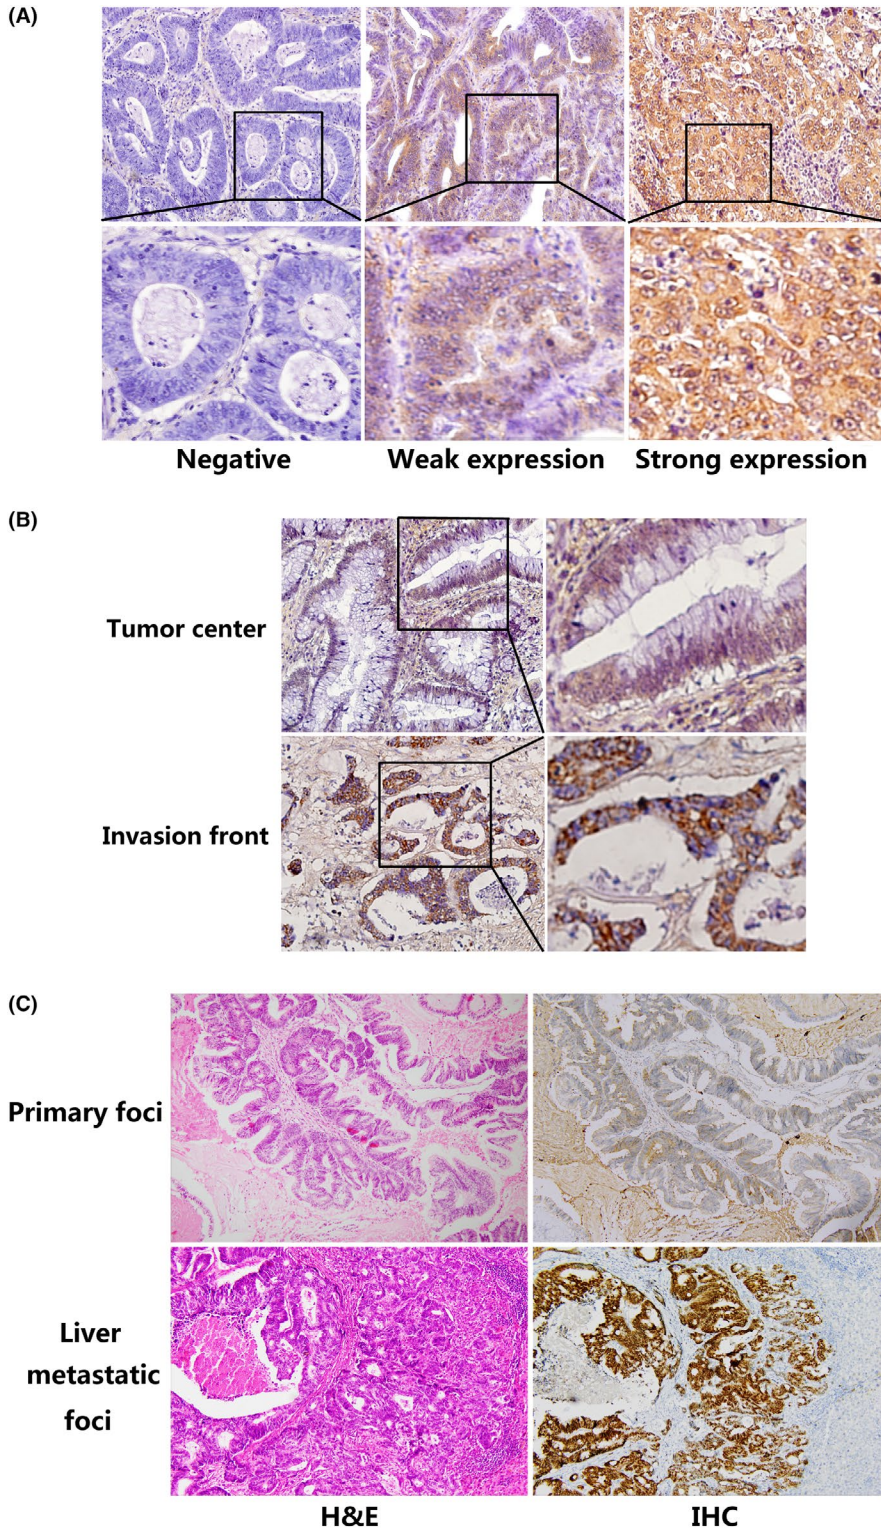 (A)
Negative
Weak expression
Strong expression
(B)
Tumor center
Invasion front
(C)
Primary foci
Liver
metastatic
foci
H&E
IHC